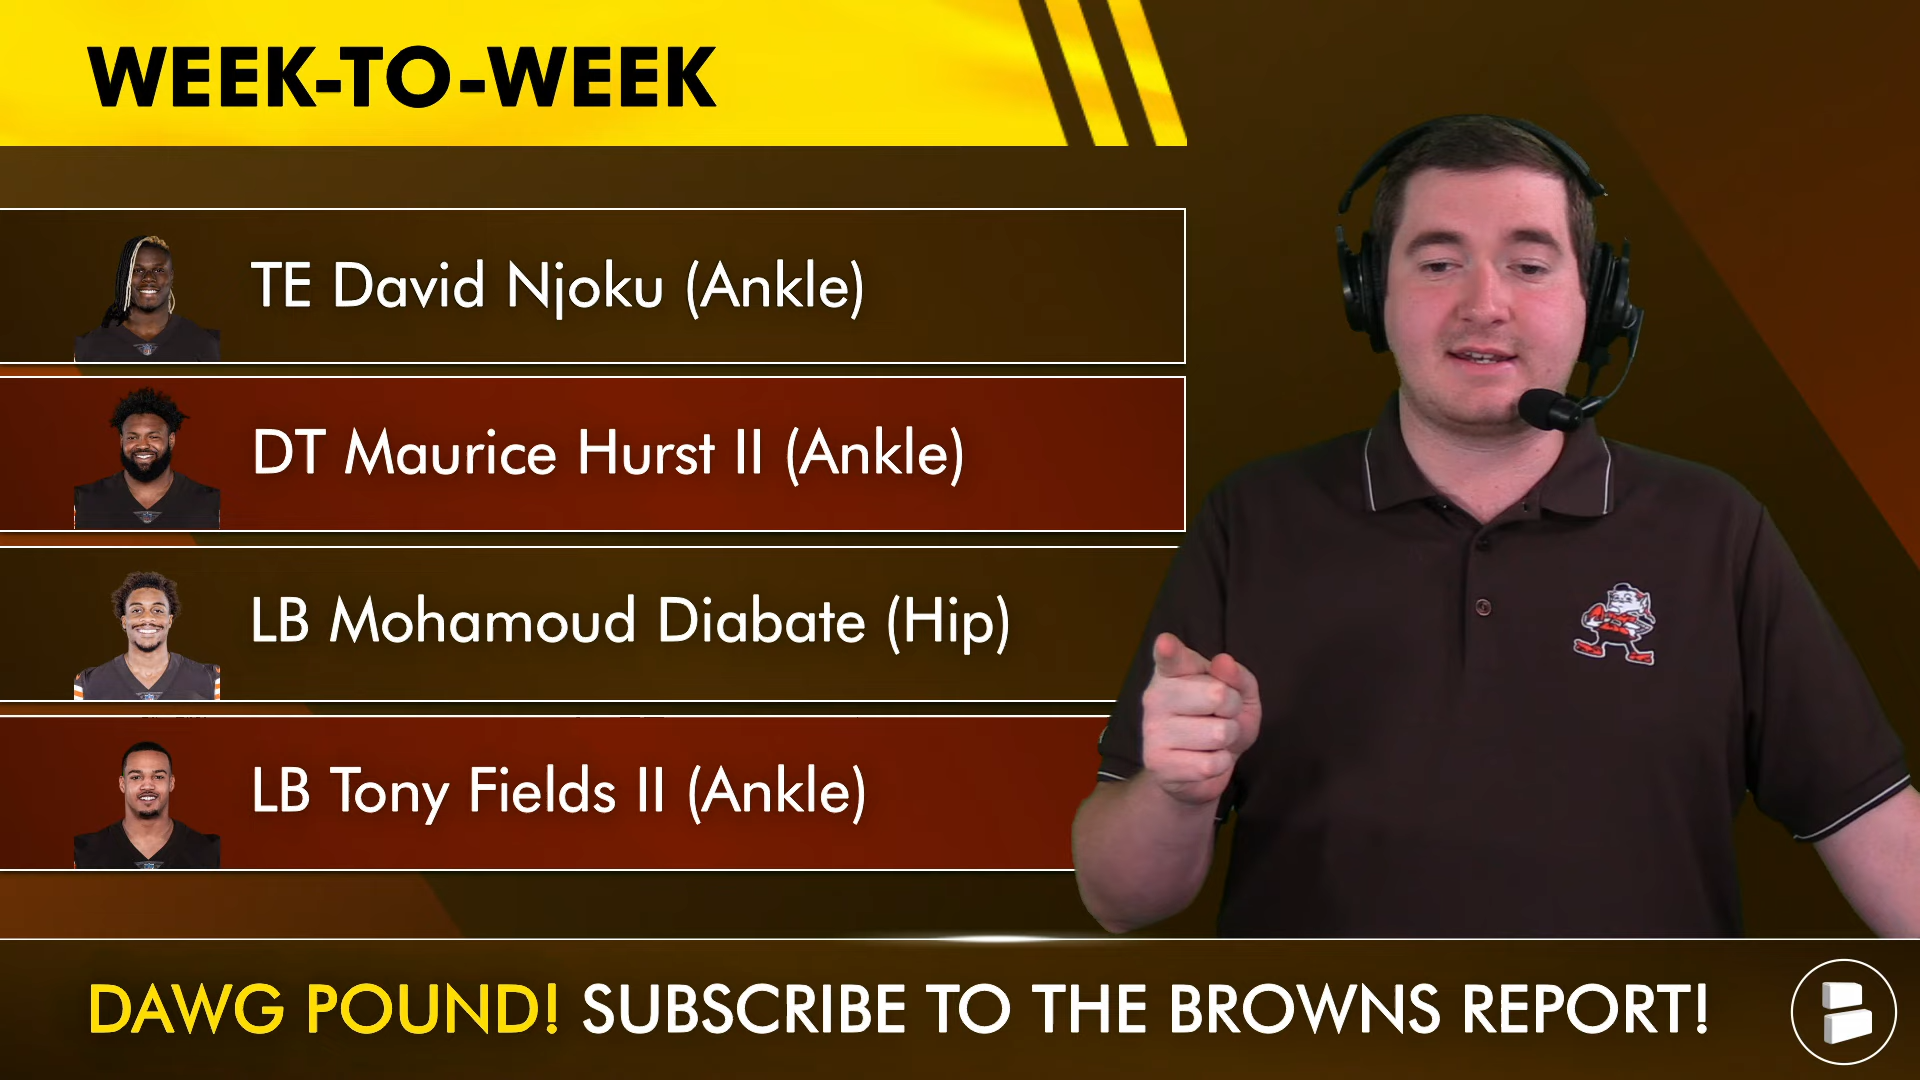 WEEK-TO-WEEK
TE David Njoku (Ankle)
DT Maurice Hurst II (Ankle)
LB Mohamoud Diabate (Hip)
LB Tony Fields II (Ankle)
DAWG POUND! SUBSCRIBE TO THE BROWNS REPORT!